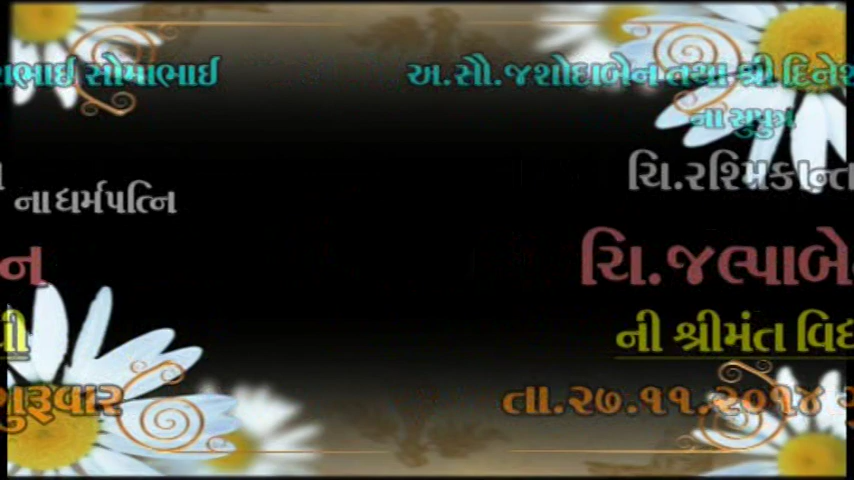 ભાઈ સોમાભાઈ
અ.સૌ.જશોદાબેન તથા શ્રી દિનેશ
ના સુપુત્ર
ના ધર્મપત્નિ
ચિ.રશ્મિકાન્ત
ચિ.જલ્પાબે
ની શ્રીમંત વિધ
ગુરૂવાર
તા.૨૭.૧૧.૨૦૧૪